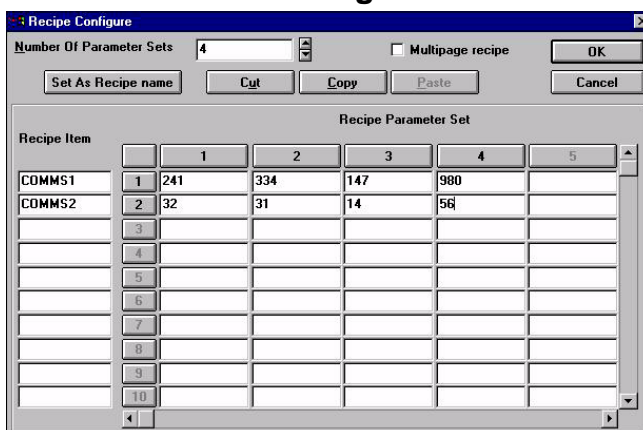 Recipe Configure
Number Of Parameter Sets 4 Multipage recipe OK
Set As Recipe name Cut Copy Paste Cancel
Recipe Parameter Set
Recipe Item
1 2 3 4 5
COMMS1 1 241 334 147 980
COMMS2 2 32 31 14 56
3
4
5
6
7
8
9
10